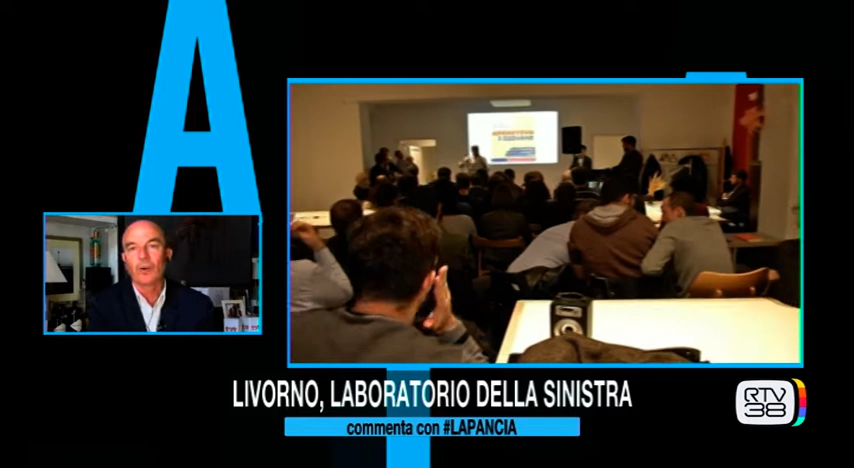 A
LIVORNO, LABORATORIO DELLA SINISTRA
commenta con #LAPANCIA
RTV
38